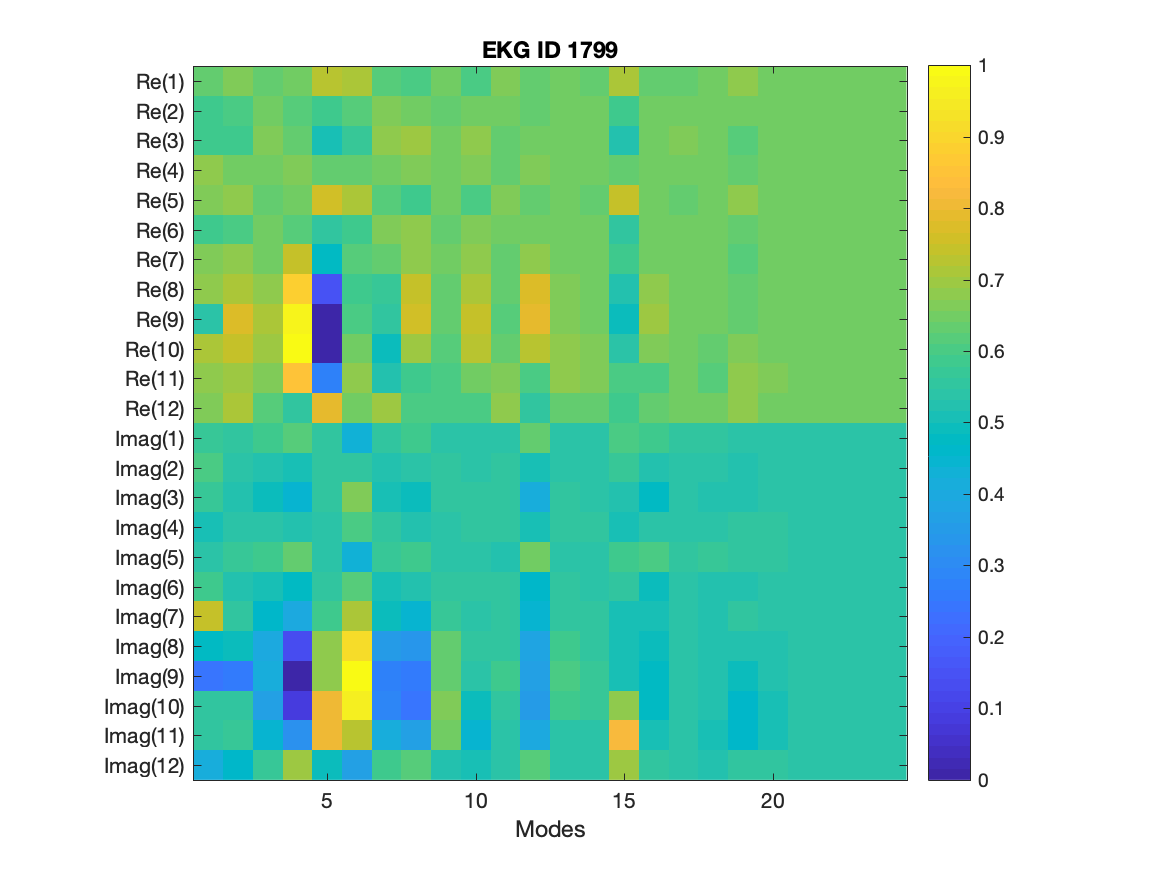 EKG ID 1799
Re(1)
Re(2)
Re(3)
Re(4)
Re(5)
Re(6)
Re(7)
Re(8)
Re(9)
Re(10)
Re(11)
Re(12)
Imag(1)
Imag(2)
Imag(3)
Imag(4)
Imag(5)
Imag(6)
Imag(7)
Imag(8)
Imag(9)
Imag(10)
Imag(11)
Imag(12)
5 10 15 20
Modes
1
0.9
0.8
0.7
0.6
0.5
0.4
0.3
0.2
0.1
0